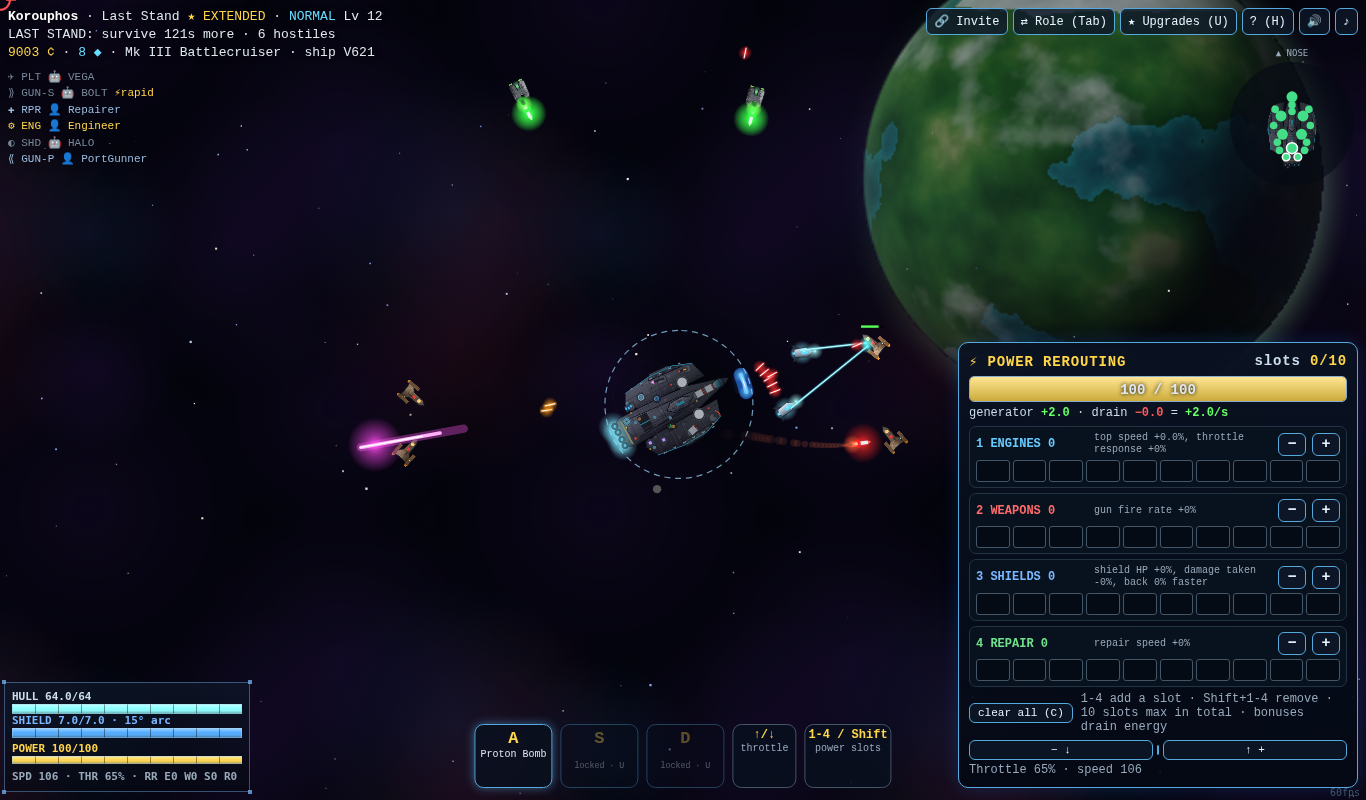 Korouphos · Last Stand ★ EXTENDED · NORMAL Lv 12
LAST STAND: survive 121s more · 6 hostiles
9003 ¢ · 8 ◆ · Mk III Battlecruiser · ship V621
✈ PLT 🤖 VEGA
⟫ GUN-S 🤖 BOLT ⚡rapid
✚ RPR 👤 Repairer
⚙ ENG 👤 Engineer
◐ SHD 🤖 HALO
⟪ GUN-P 👤 PortGunner
🔗 Invite
⇄ Role (Tab)
★ Upgrades (U)
? (H)
🔊
♪
▲ NOSE
⚡ POWER REROUTING slots 0/10
100 / 100
generator +2.0 · drain −0.0 = +2.0/s
1 ENGINES 0 top speed +0.0%, throttle
response +0%
− +
2 WEAPONS 0 gun fire rate +0% − +
3 SHIELDS 0 shield HP +0%, damage taken
-0%, back 0% faster
− +
4 REPAIR 0 repair speed +0% − +
clear all (C)
1-4 add a slot · Shift+1-4 remove ·
10 slots max in total · bonuses
drain energy
− ↓ ↑ +
Throttle 65% · speed 106
60fps
HULL 64.0/64
SHIELD 7.0/7.0 · 15° arc
POWER 100/100
SPD 106 · THR 65% · RR E0 W0 S0 R0
A
Proton Bomb
S
locked · U
D
locked · U
↑/↓
throttle
1-4 / Shift
power slots